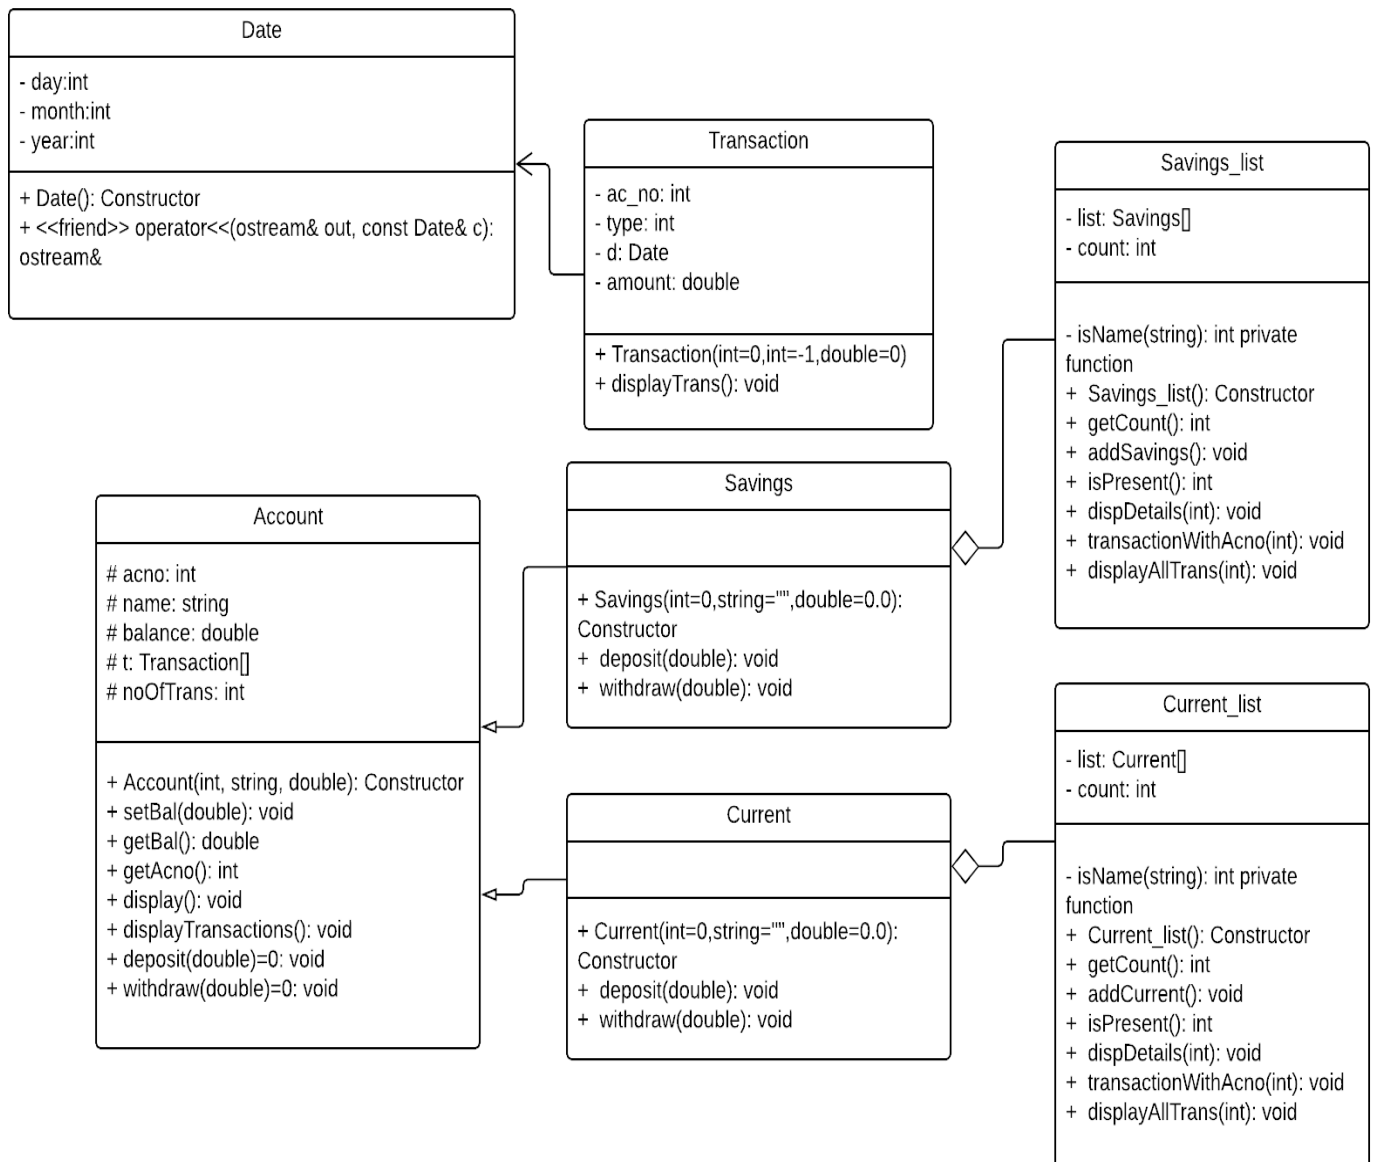 Date
- day:int
- month:int
- year:int
+ Date(): Constructor
+ <<friend>> operator<<(ostream& out, const Date& c):
ostream&
Transaction
- ac_no: int
- type: int
- d: Date
- amount: double
+ Transaction(int=0,int=-1,double=0)
+ displayTrans(): void
Savings_list
- list: Savings[]
- count: int
- isName(string): int private
function
+ Savings_list(): Constructor
+ getCount(): int
+ addSavings(): void
+ isPresent(): int
+ dispDetails(int): void
+ transactionWithAcno(int): void
+ displayAllTrans(int): void
Account
# acno: int
# name: string
# balance: double
# t: Transaction[]
# noOfTrans: int
+ Account(int, string, double): Constructor
+ setBal(double): void
+ getBal(): double
+ getAcno(): int
+ display(): void
+ displayTransactions(): void
+ deposit(double)=0: void
+ withdraw(double)=0: void
Savings
+ Savings(int=0,string="",double=0.0):
Constructor
+ deposit(double): void
+ withdraw(double): void
Current
+ Current(int=0,string="",double=0.0):
Constructor
+ deposit(double): void
+ withdraw(double): void
Current_list
- list: Current[]
- count: int
- isName(string): int private
function
+ Current_list(): Constructor
+ getCount(): int
+ addCurrent(): void
+ isPresent(): int
+ dispDetails(int): void
+ transactionWithAcno(int): void
+ displayAllTrans(int): void